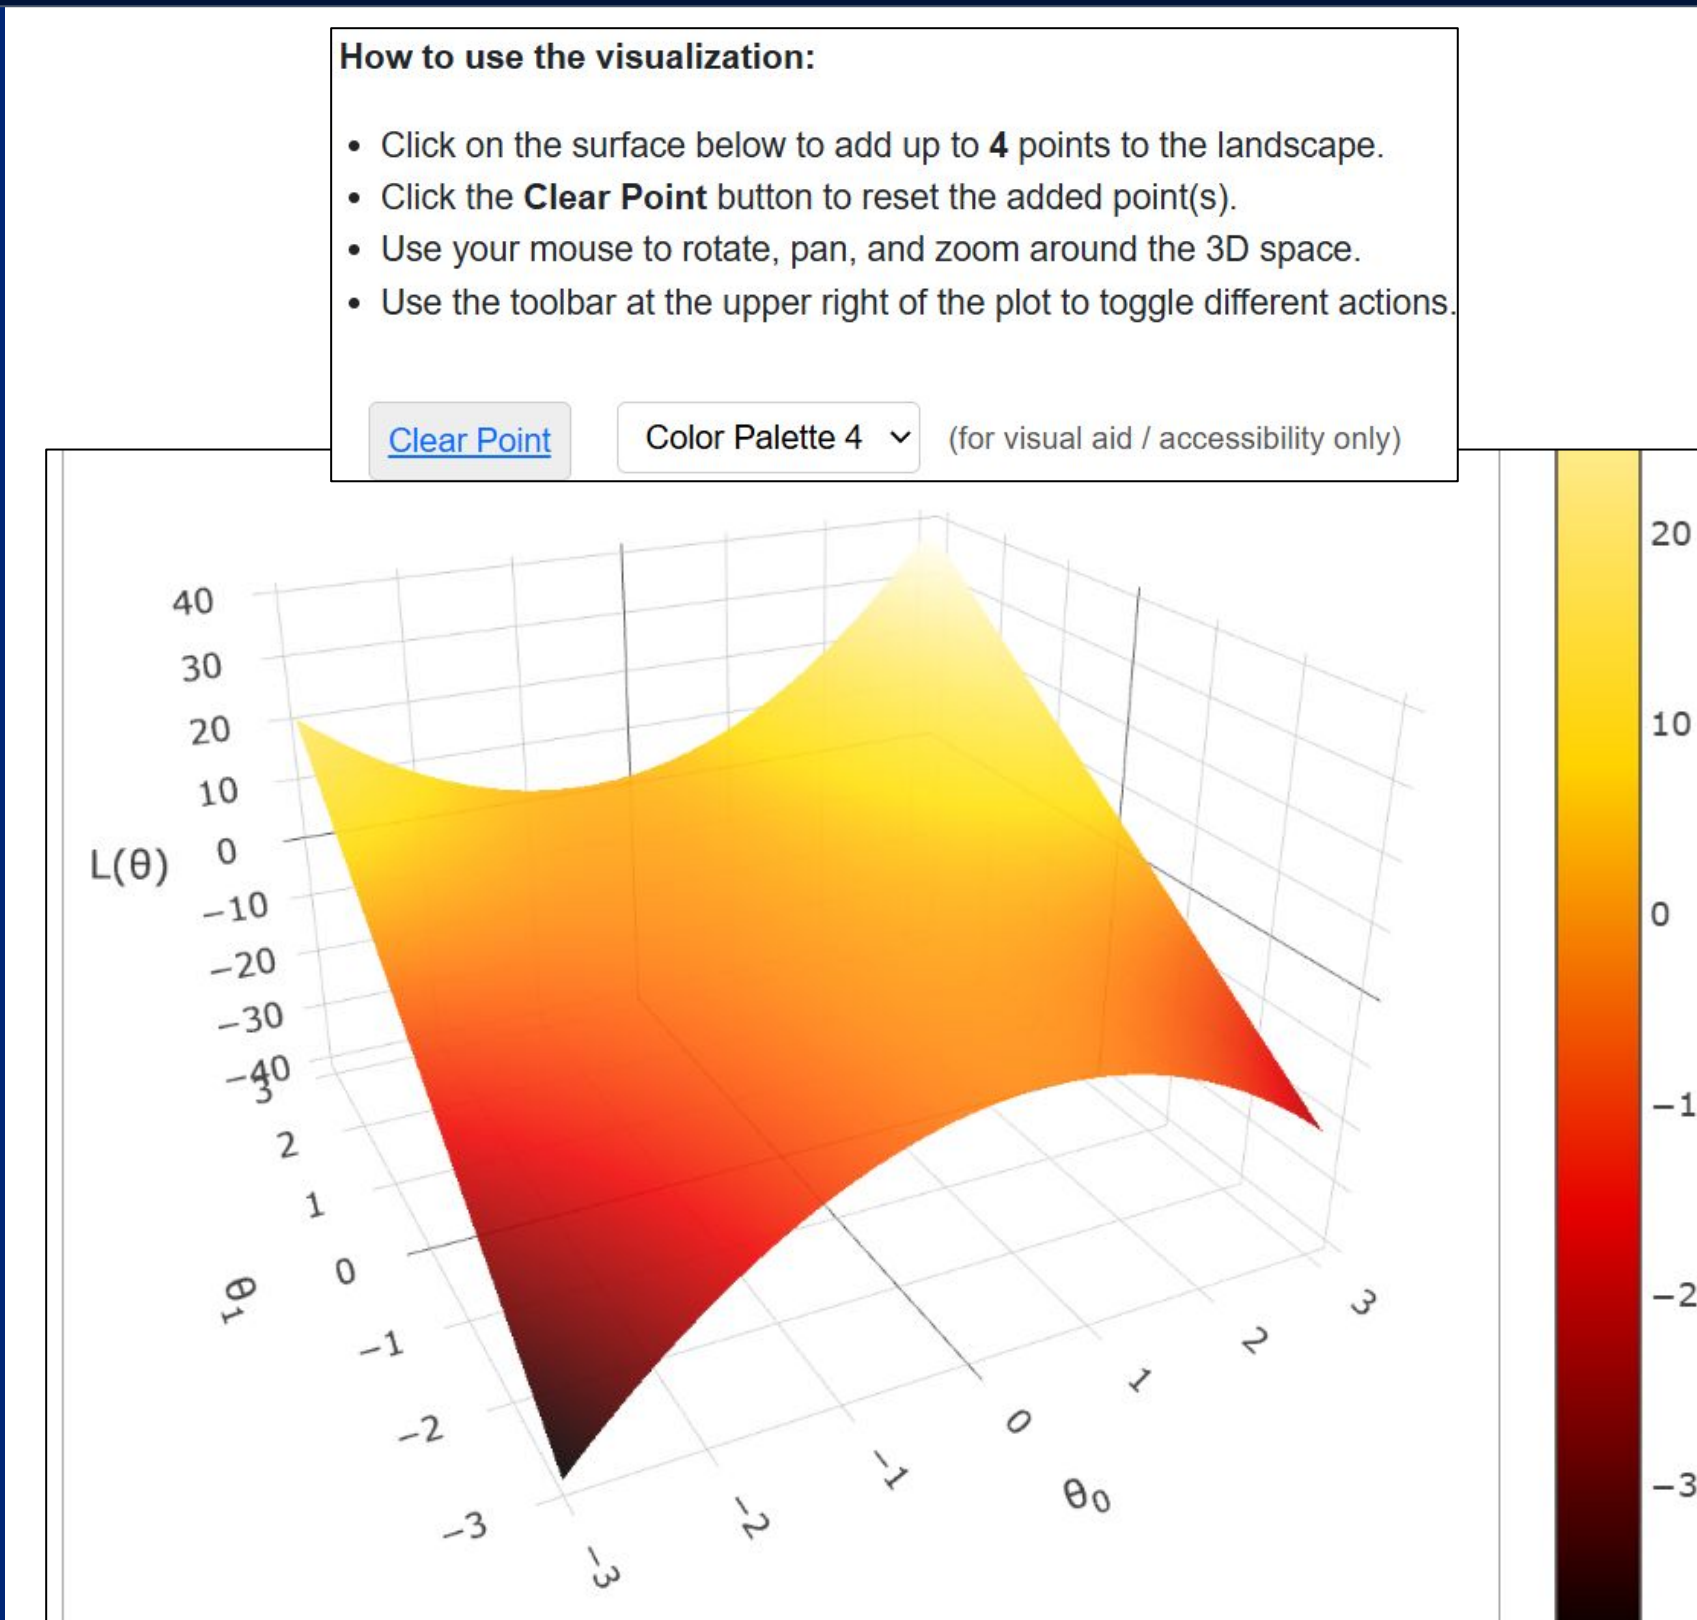 How to use the visualization:
• Click on the surface below to add up to 4 points to the landscape.
• Click the Clear Point button to reset the added point(s).
• Use your mouse to rotate, pan, and zoom around the 3D space.
• Use the toolbar at the upper right of the plot to toggle different actions.
Clear Point
Color Palette 4
(for visual aid / accessibility only)
40
30
20
10
0
−10
−20
−30
−40
L(θ)
3
2
1
0
−1
−2
−3
θ1
−3
−2
−1
0
1
2
3
θ0
20
10
0